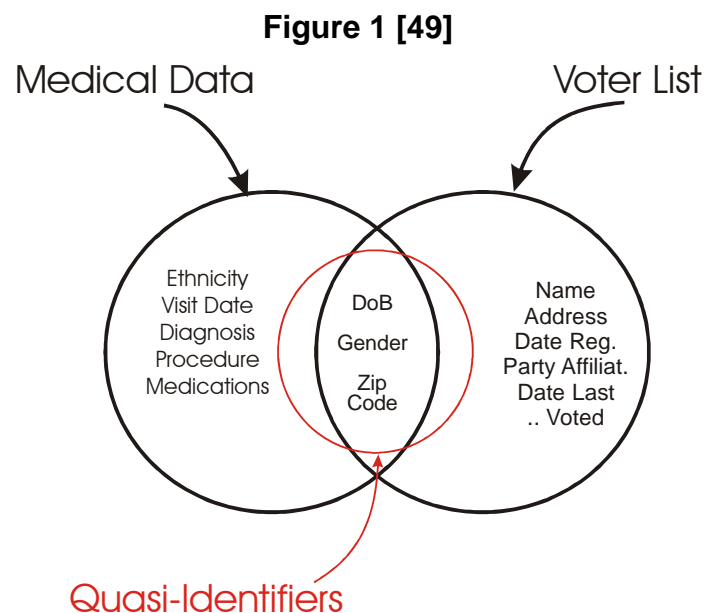 Figure 1 [49]
Medical Data
Voter List
Ethnicity
Visit Date
Diagnosis
Procedure
Medications
DoB
Gender
Zip
Code
Name
Address
Date Reg.
Party Affiliat.
Date Last
.. Voted
Quasi-Identifiers